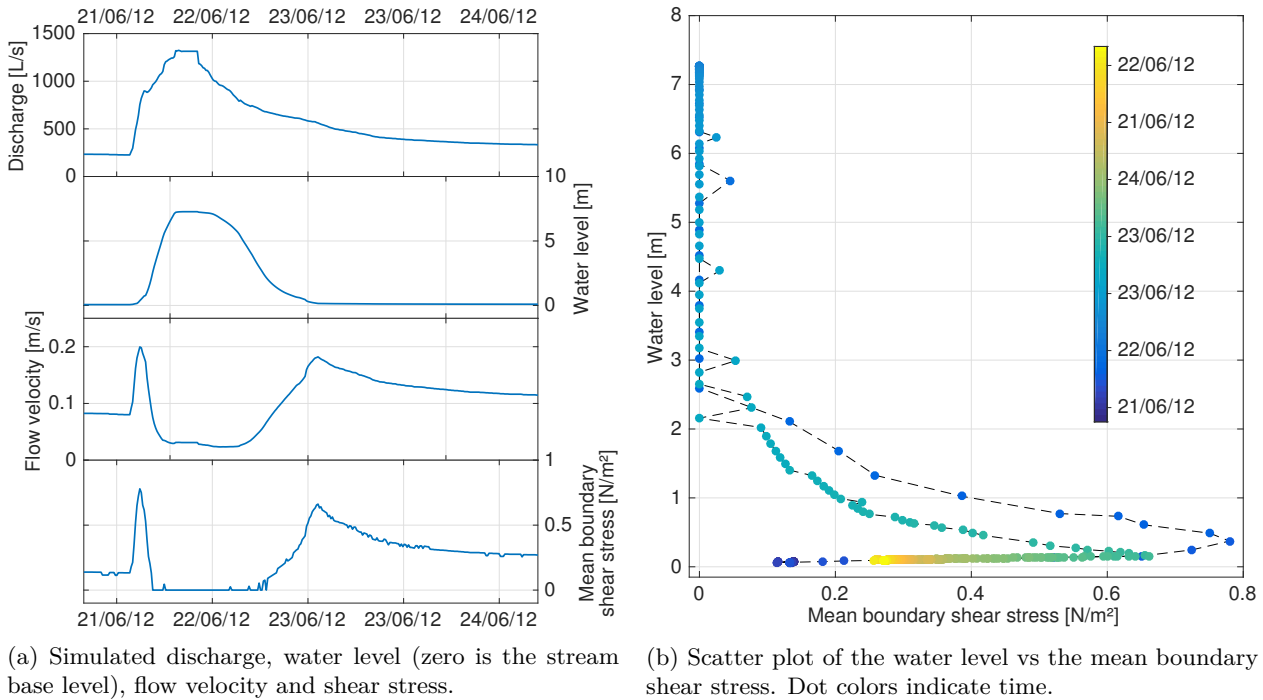 21/06/12 22/06/12 23/06/12 23/06/12 24/06/12
1500
1000
500
0
Discharge [L/s]
10
5
0
Water level [m]
0.2
0.1
0
Flow velocity [m/s]
1
0.5
0
Mean boundary
shear stress [N/m²]
21/06/12 22/06/12 23/06/12 23/06/12 24/06/12
(a) Simulated discharge, water level (zero is the stream
base level), flow velocity and shear stress.
8
7
6
5
4
3
2
1
0
Water level [m]
22/06/12
21/06/12
24/06/12
23/06/12
23/06/12
22/06/12
21/06/12
0 0.2 0.4 0.6 0.8
Mean boundary shear stress [N/m²]
(b) Scatter plot of the water level vs the mean boundary
shear stress. Dot colors indicate time.